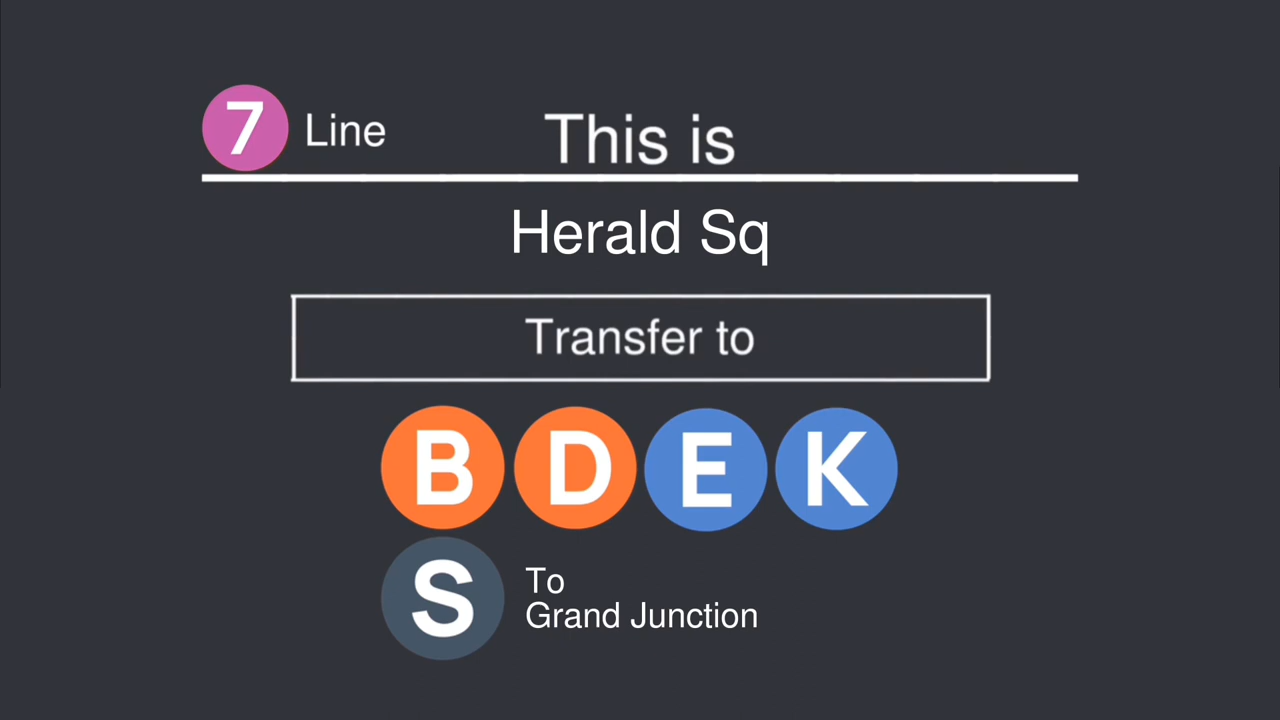 7 Line This is
Herald Sq
Transfer to
B D E K
S To
Grand Junction